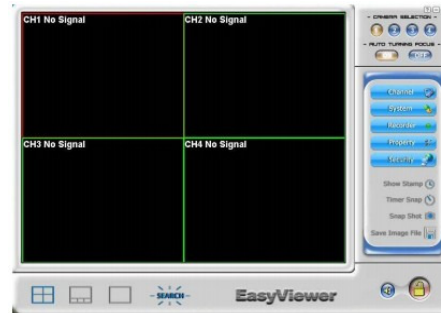 CH1 No Signal
CH2 No Signal
- CAMERA SELECTION -
- AUTO TURNING FOCUS -
OFF
Channel
System
Recorder
Property
CH3 No Signal
CH4 No Signal
Show Stamp
Timer Snap
Snap Shot
Save Image File
-SEARCH-
EasyViewer